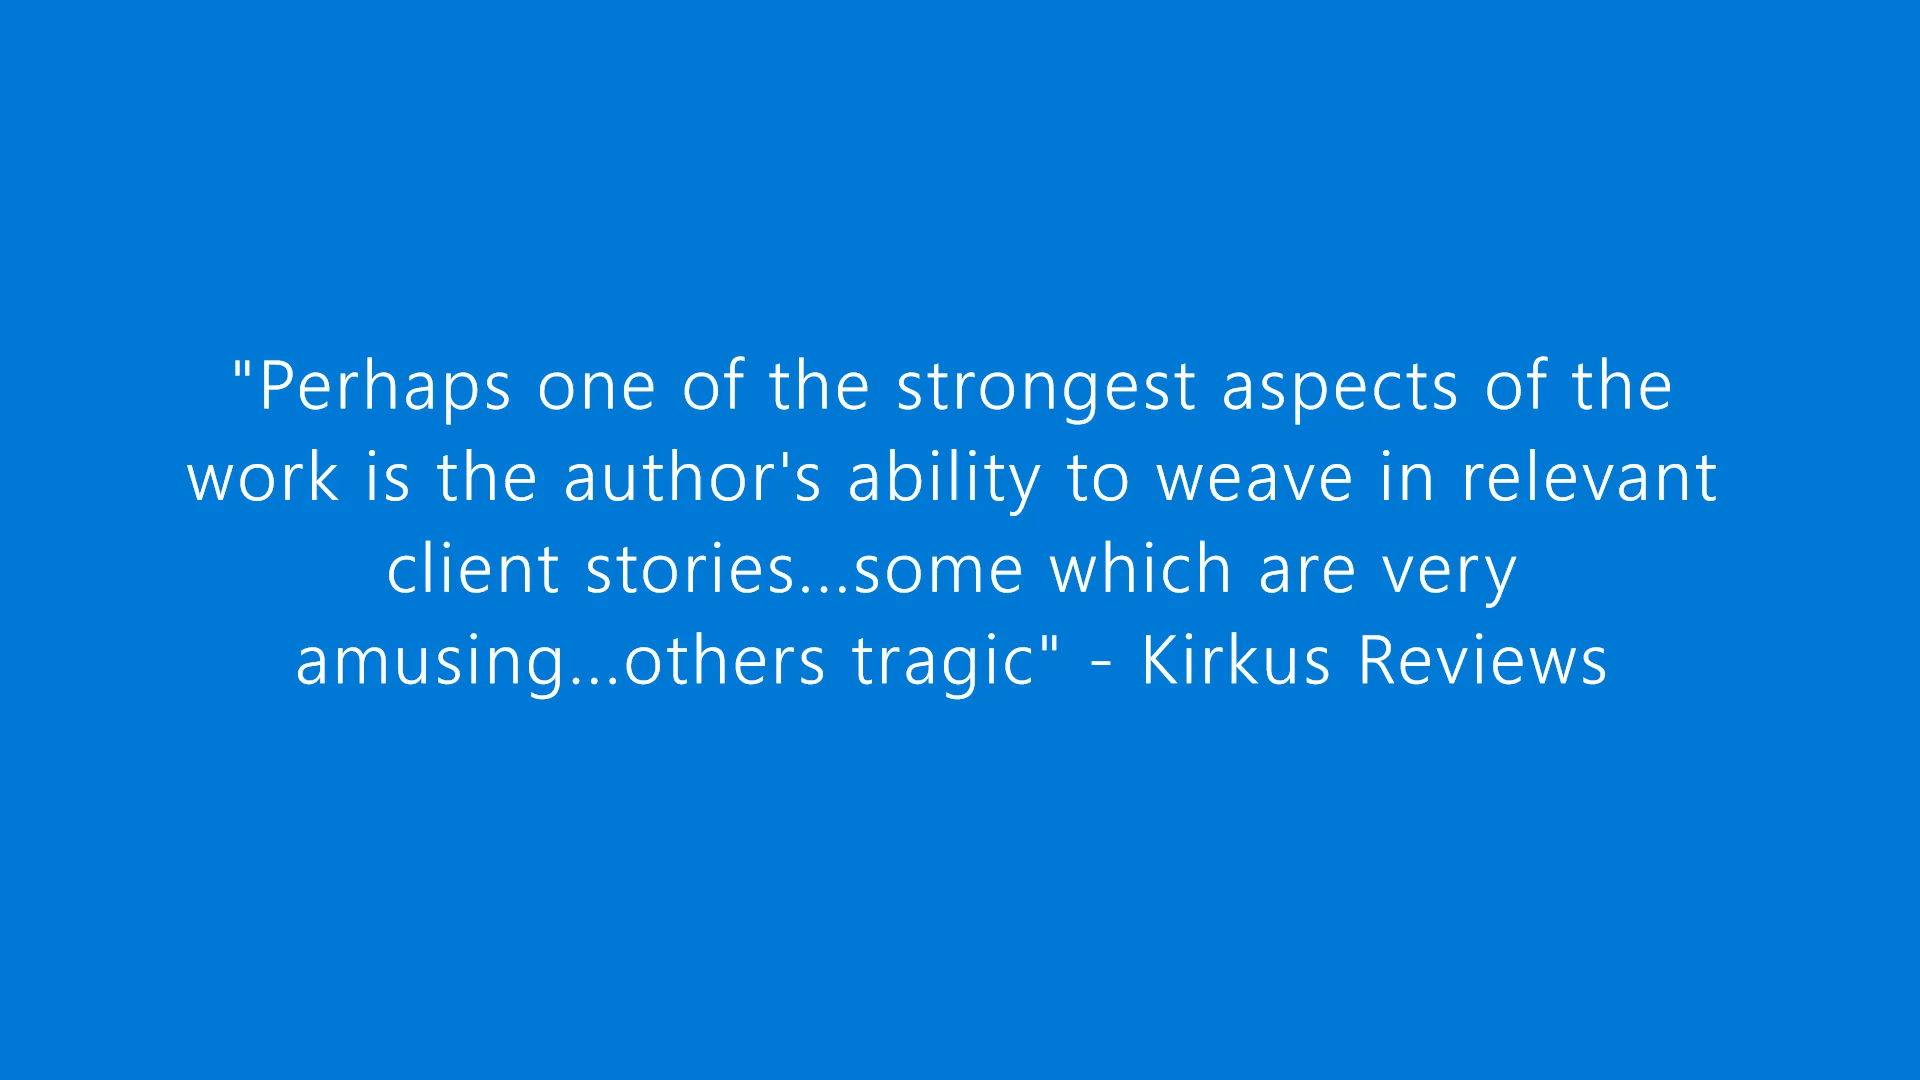 "Perhaps one of the strongest aspects of the
work is the author's ability to weave in relevant
client stories...some which are very
amusing...others tragic" - Kirkus Reviews